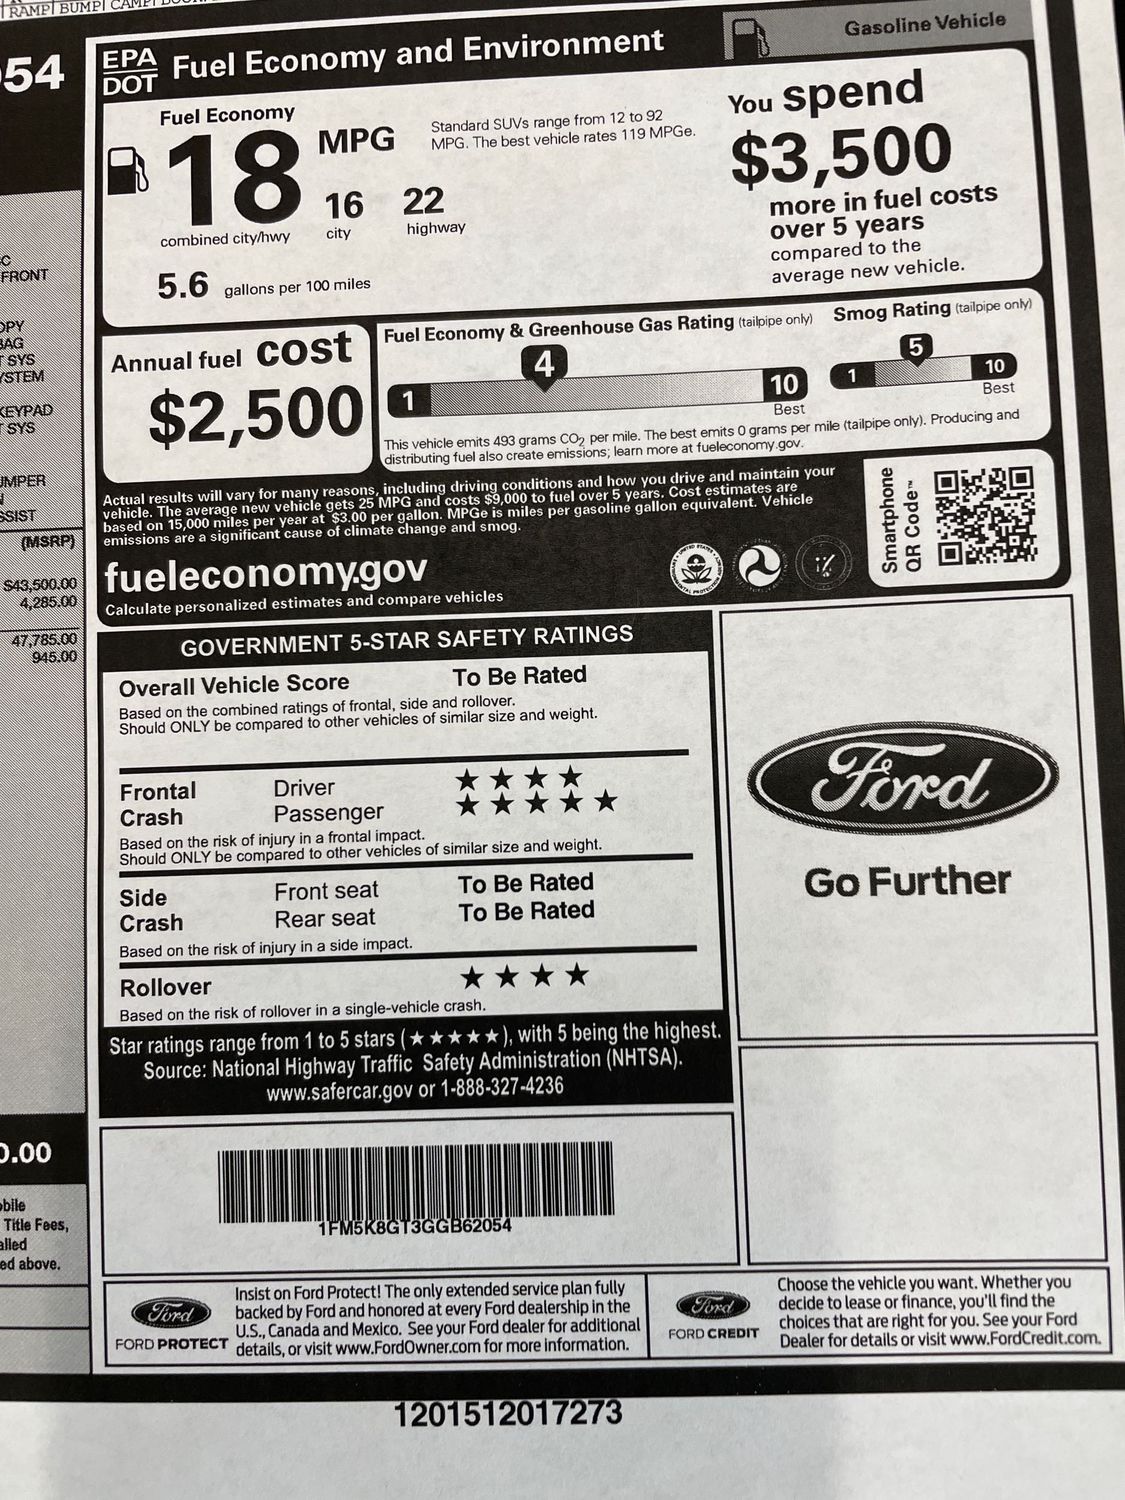 RAMP BUMP CAMP
054
C
FRONT
OPY
BAG
T SYS
YSTEM
KEYPAD
T SYS
UMPER
SSIST
(MSRP)
$43,500.00
4,285.00
47,785.00
945.00
0.00
obile
Title Fees,
alled
ed above.
EPA
DOT
Fuel Economy and Environment
Gasoline Vehicle
Fuel Economy
18 MPG
combined city/hwy
16
city
22
highway
Standard SUVs range from 12 to 92
MPG. The best vehicle rates 119 MPGe.
5.6 gallons per 100 miles
You spend
$3,500
more in fuel costs
over 5 years
compared to the
average new vehicle.
Annual fuel cost
$2,500
Fuel Economy & Greenhouse Gas Rating (tailpipe only)
4
1
10
Best
Smog Rating (tailpipe only)
5
1
10
Best
This vehicle emits 493 grams CO2 per mile. The best emits 0 grams per mile (tailpipe only). Producing and
distributing fuel also create emissions; learn more at fueleconomy.gov.
Actual results will vary for many reasons, including driving conditions and how you drive and maintain your
vehicle. The average new vehicle gets 25 MPG and costs $9,000 to fuel over 5 years. Cost estimates are
based on 15,000 miles per year at $3.00 per gallon. MPGe is miles per gasoline gallon equivalent. Vehicle
emissions are a significant cause of climate change and smog.
fueleconomy.gov
Calculate personalized estimates and compare vehicles
Smartphone
QR Code™
GOVERNMENT 5-STAR SAFETY RATINGS
Overall Vehicle Score To Be Rated
Based on the combined ratings of frontal, side and rollover.
Should ONLY be compared to other vehicles of similar size and weight.
Frontal Driver ★★★★
Crash Passenger ★★★★★
Based on the risk of injury in a frontal impact.
Should ONLY be compared to other vehicles of similar size and weight.
Side Front seat To Be Rated
Crash Rear seat To Be Rated
Based on the risk of injury in a side impact.
Rollover ★★★★
Based on the risk of rollover in a single-vehicle crash.
Star ratings range from 1 to 5 stars (★★★★★), with 5 being the highest.
Source: National Highway Traffic Safety Administration (NHTSA).
www.safercar.gov or 1-888-327-4236
Ford
Go Further
1FM5K8GT3GGB62054
Ford
FORD PROTECT
Insist on Ford Protect! The only extended service plan fully
backed by Ford and honored at every Ford dealership in the
U.S., Canada and Mexico. See your Ford dealer for additional
details, or visit www.FordOwner.com for more information.
Ford
FORD CREDIT
Choose the vehicle you want. Whether you
decide to lease or finance, you'll find the
choices that are right for you. See your Ford
Dealer for details or visit www.FordCredit.com.
1201512017273